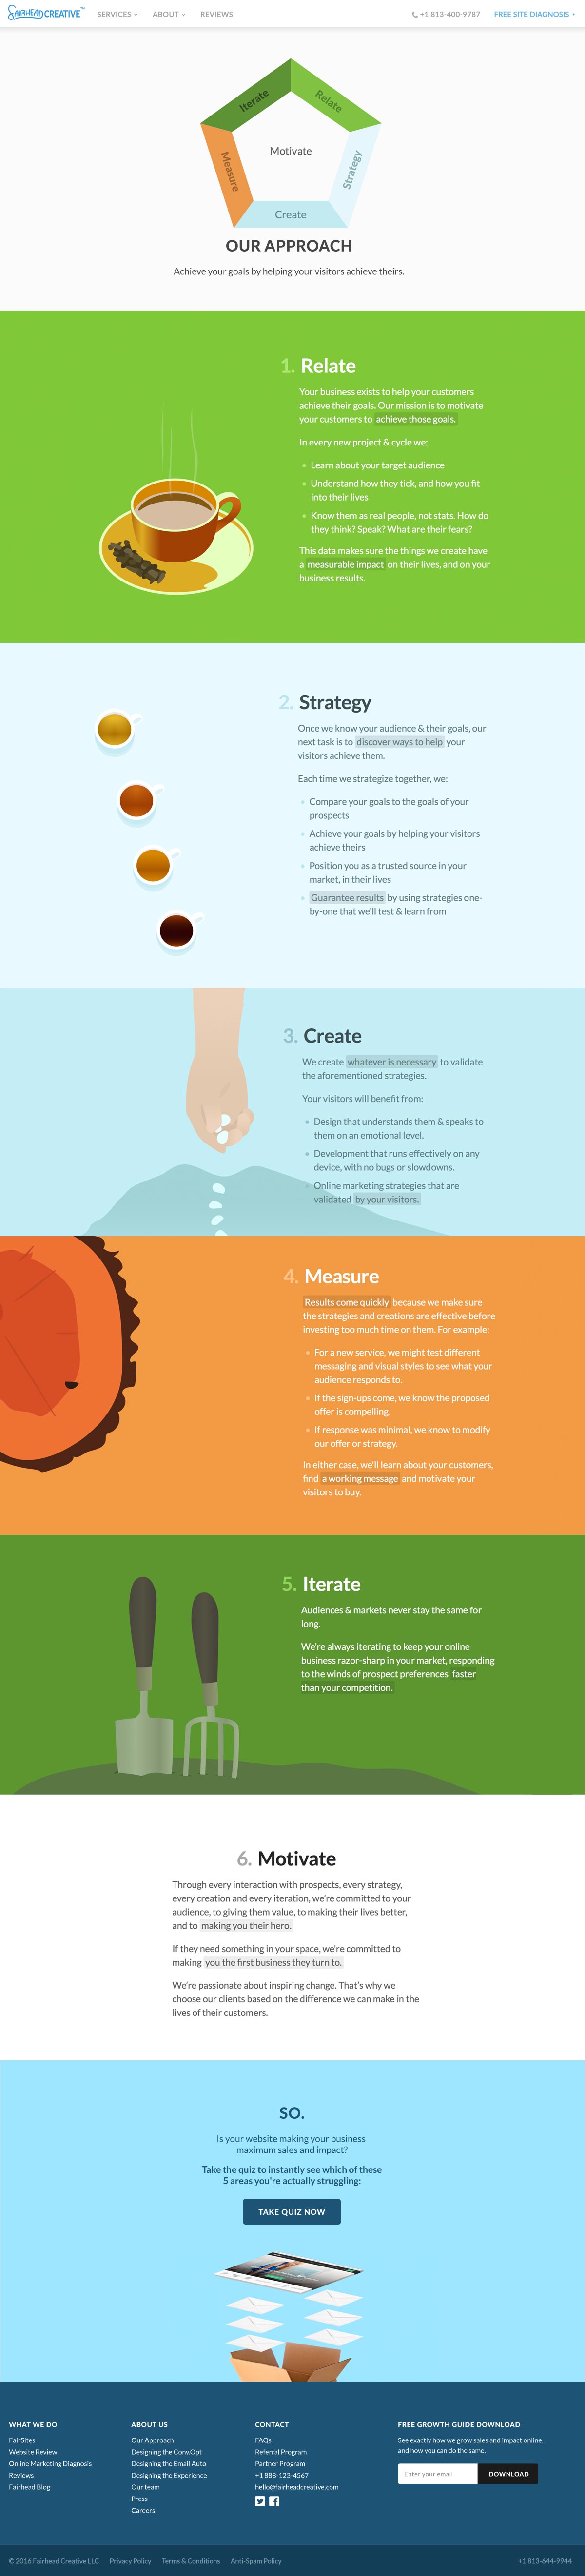 FAIRHEAD CREATIVE™
SERVICES
ABOUT
REVIEWS
+1 813-400-9787
FREE SITE DIAGNOSIS
Iterate
Relate
Motivate
Measure
Strategy
Create
OUR APPROACH
Achieve your goals by helping your visitors achieve theirs.
1. Relate
Your business exists to help your customers
achieve their goals. Our mission is to motivate
your customers to achieve those goals.
In every new project & cycle we:
Learn about your target audience
Understand how they tick, and how you fit
into their lives
Know them as real people, not stats. How do
they think? Speak? What are their fears?
This data makes sure the things we create have
a measurable impact on their lives, and on your
business results.
2. Strategy
Once we know your audience & their goals, our
next task is to discover ways to help your
visitors achieve them.
Each time we strategize together, we:
Compare your goals to the goals of your
prospects
Achieve your goals by helping your visitors
achieve theirs
Position you as a trusted source in your
market, in their lives
Guarantee results by using strategies one-
by-one that we'll test & learn from
3. Create
We create whatever is necessary to validate
the aforementioned strategies.
Your visitors will benefit from:
Design that understands them & speaks to
them on an emotional level.
Development that runs effectively on any
device, with no bugs or slowdowns.
Online marketing strategies that are
validated by your visitors.
4. Measure
Results come quickly because we make sure
the strategies and creations are effective before
investing too much time on them. For example:
For a new service, we might test different
messaging and visual styles to see what your
audience responds to.
If the sign-ups come, we know the proposed
offer is compelling.
If response was minimal, we know to modify
our offer or strategy.
In either case, we'll learn about your customers,
find a working message and motivate your
visitors to buy.
5. Iterate
Audiences & markets never stay the same for
long.
We're always iterating to keep your online
business razor-sharp in your market, responding
to the winds of prospect preferences faster
than your competition.
6. Motivate
Through every interaction with prospects, every strategy,
every creation and every iteration, we're committed to your
audience, to giving them value, to making their lives better,
and to making you their hero.
If they need something in your space, we're committed to
making you the first business they turn to.
We're passionate about inspiring change. That's why we
choose our clients based on the difference we can make in the
lives of their customers.
SO.
Is your website making your business
maximum sales and impact?
Take the quiz to instantly see which of these
5 areas you're actually struggling:
TAKE QUIZ NOW
WHAT WE DO
FairSites
Website Review
Online Marketing Diagnosis
Reviews
Fairhead Blog
ABOUT US
Our Approach
Designing the Conv.Opt
Designing the Email Auto
Designing the Experience
Our team
Press
Careers
CONTACT
FAQs
Referral Program
Partner Program
+1 888-123-4567
hello@fairheadcreative.com
FREE GROWTH GUIDE DOWNLOAD
See exactly how we grow sales and impact online,
and how you can do the same.
Enter your email
DOWNLOAD
© 2016 Fairhead Creative LLC
Privacy Policy
Terms & Conditions
Anti-Spam Policy
+1 813-644-9944